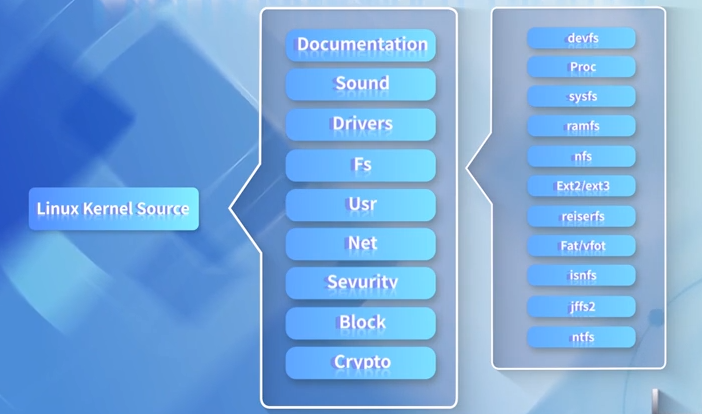 Linux Kernel Source
Documentation
Sound
Drivers
Fs
Usr
Net
Sevurity
Block
Crypto
devfs
Proc
sysfs
ramfs
nfs
Ext2/ext3
reiserfs
Fat/vfot
isnfs
jffs2
ntfs